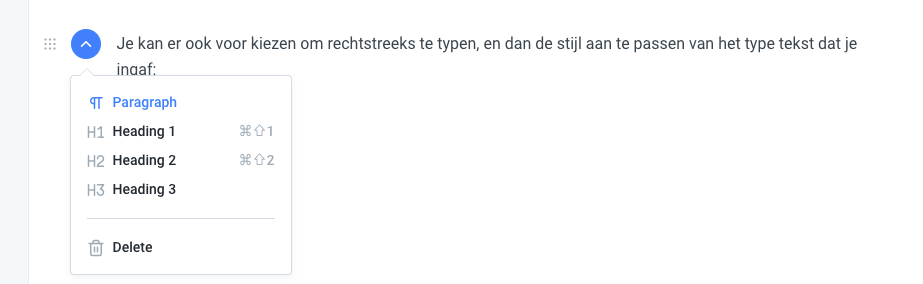 Je kan er ook voor kiezen om rechtstreeks te typen, en dan de stijl aan te passen van het type tekst dat je
ingaf:
¶ Paragraph
H1 Heading 1 ⌘⇧1
H2 Heading 2 ⌘⇧2
H3 Heading 3
Delete